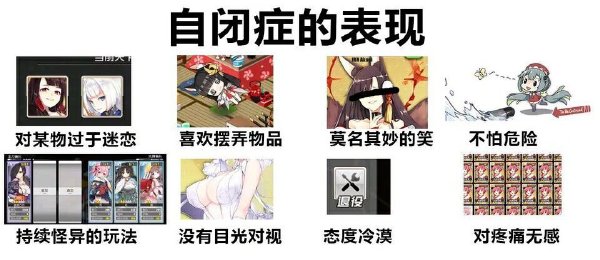 自闭症的表现
对某物过于迷恋
喜欢摆弄物品
莫名其妙的笑
不怕危险
持续怪异的玩法
没有目光对视
退役
态度冷漠
对疼痛无感